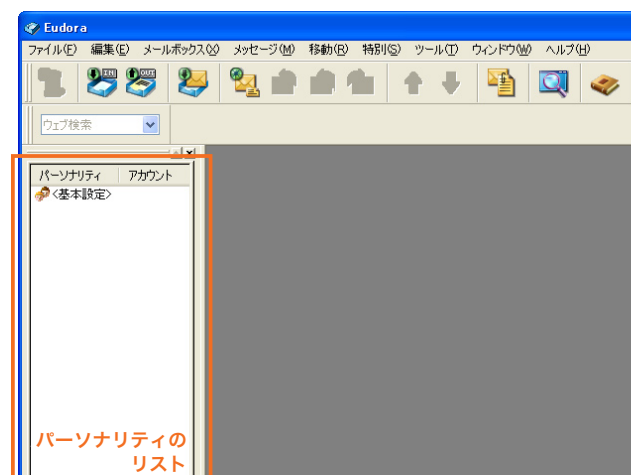 Eudora
ファイル(F) 編集(E) メールボックス(X) メッセージ(M) 移動(R) 特別(S) ツール(T) ウィンドウ(W) ヘルプ(H)
IN OUT
ウェブ検索
パーソナリティ アカウント
<基本設定>
パーソナリティの
リスト